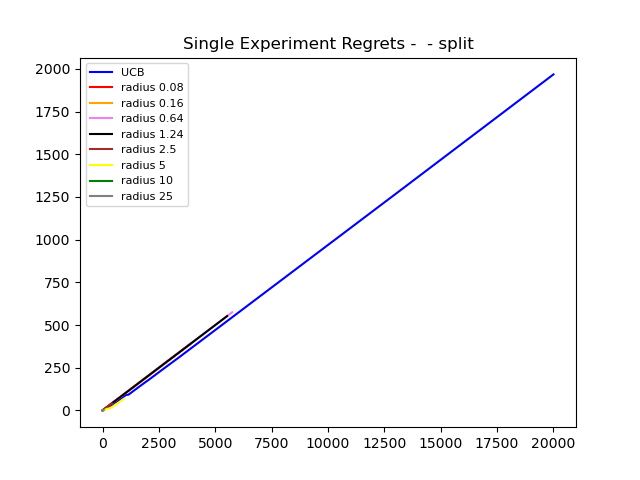 Single Experiment Regrets -  - split
2000
1750
1500
1250
1000
750
500
250
0
UCB
radius 0.08
radius 0.16
radius 0.64
radius 1.24
radius 2.5
radius 5
radius 10
radius 25
0 2500 5000 7500 10000 12500 15000 17500 20000